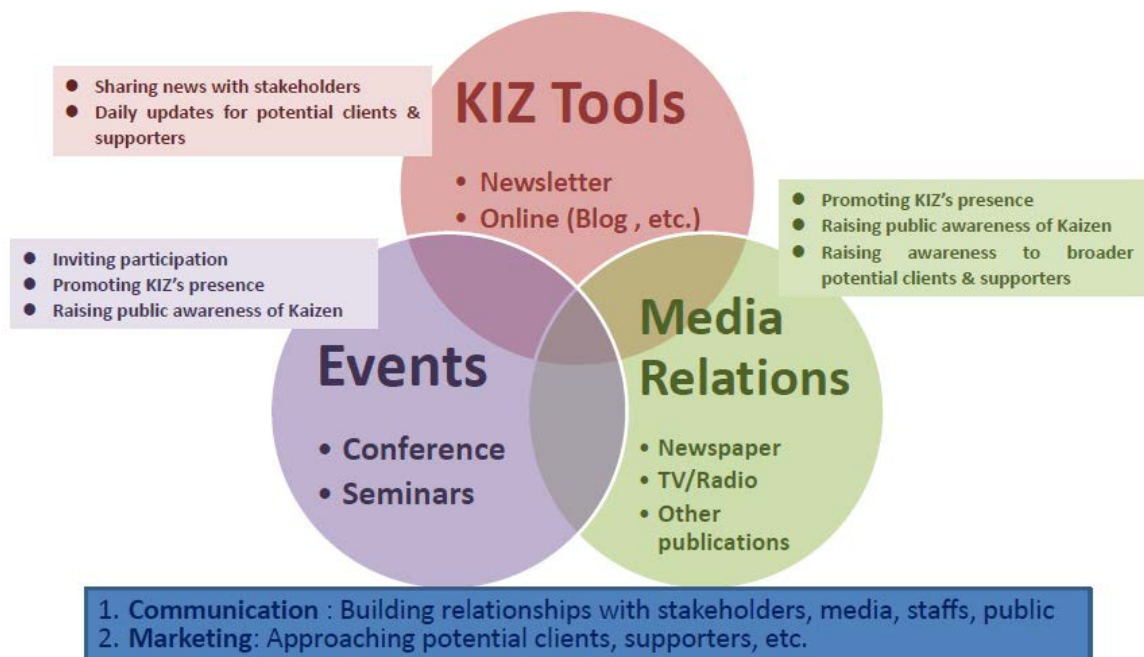 KIZ Tools
• Newsletter
• Online (Blog , etc.)
● Sharing news with stakeholders
● Daily updates for potential clients &
supporters
● Promoting KIZ's presence
● Raising public awareness of Kaizen
● Raising awareness to broader
potential clients & supporters
● Inviting participation
● Promoting KIZ's presence
● Raising public awareness of Kaizen
Events
• Conference
• Seminars
Media
Relations
• Newspaper
• TV/Radio
• Other
publications
1. Communication : Building relationships with stakeholders, media, staffs, public
2. Marketing: Approaching potential clients, supporters, etc.